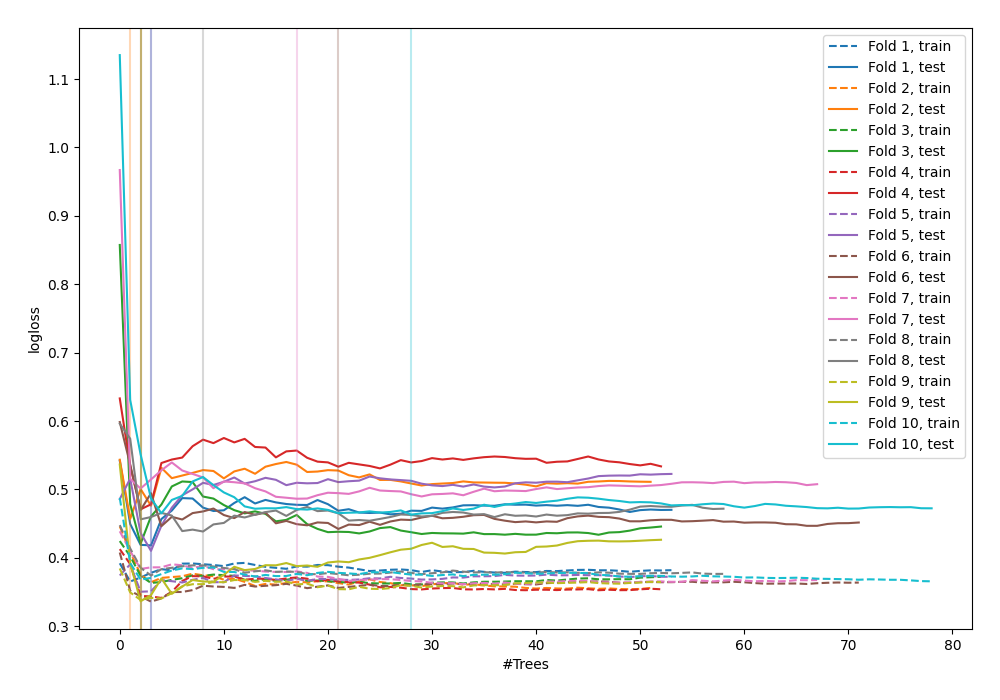 1.1
1.0
0.9
0.8
0.7
0.6
0.5
0.4
0.3
logloss
0
10
20
30
40
50
60
70
80
#Trees
Fold 1, train
Fold 1, test
Fold 2, train
Fold 2, test
Fold 3, train
Fold 3, test
Fold 4, train
Fold 4, test
Fold 5, train
Fold 5, test
Fold 6, train
Fold 6, test
Fold 7, train
Fold 7, test
Fold 8, train
Fold 8, test
Fold 9, train
Fold 9, test
Fold 10, train
Fold 10, test